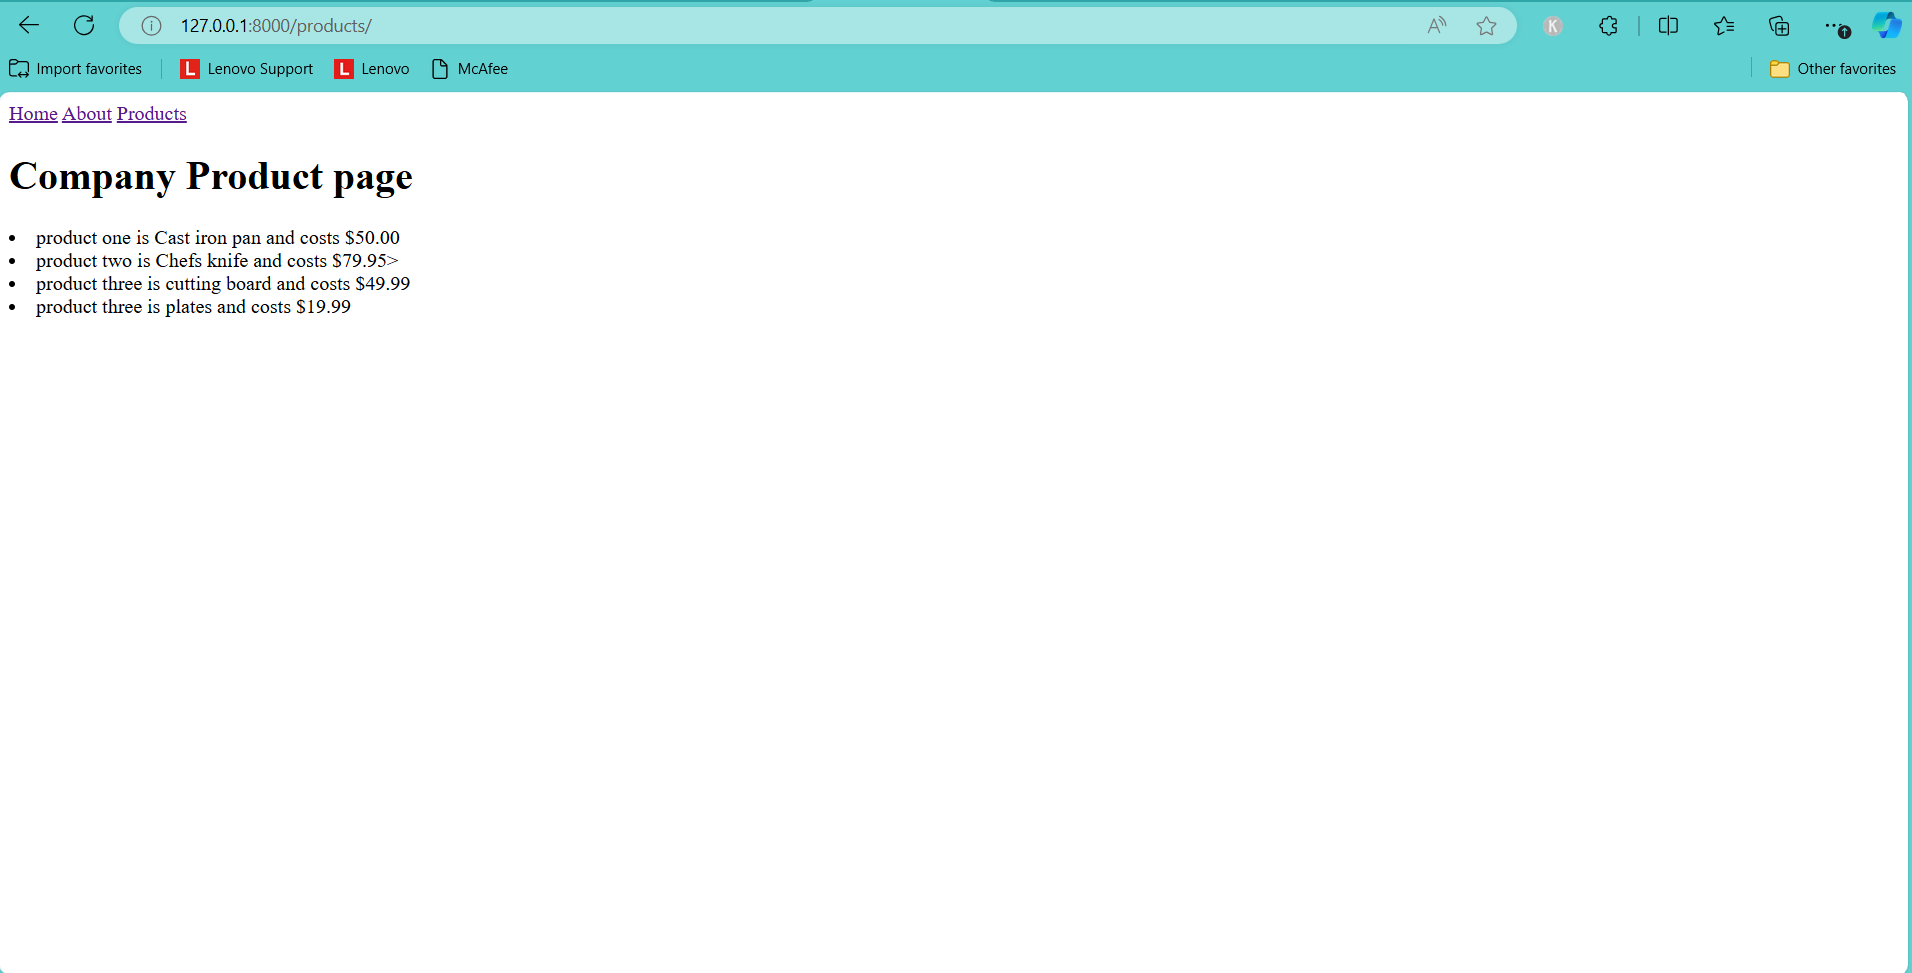 127.0.0.1:8000/products/
K
Import favorites L Lenovo Support L Lenovo McAfee Other favorites
Home About Products
Company Product page
• product one is Cast iron pan and costs $50.00
• product two is Chefs knife and costs $79.95>
• product three is cutting board and costs $49.99
• product three is plates and costs $19.99